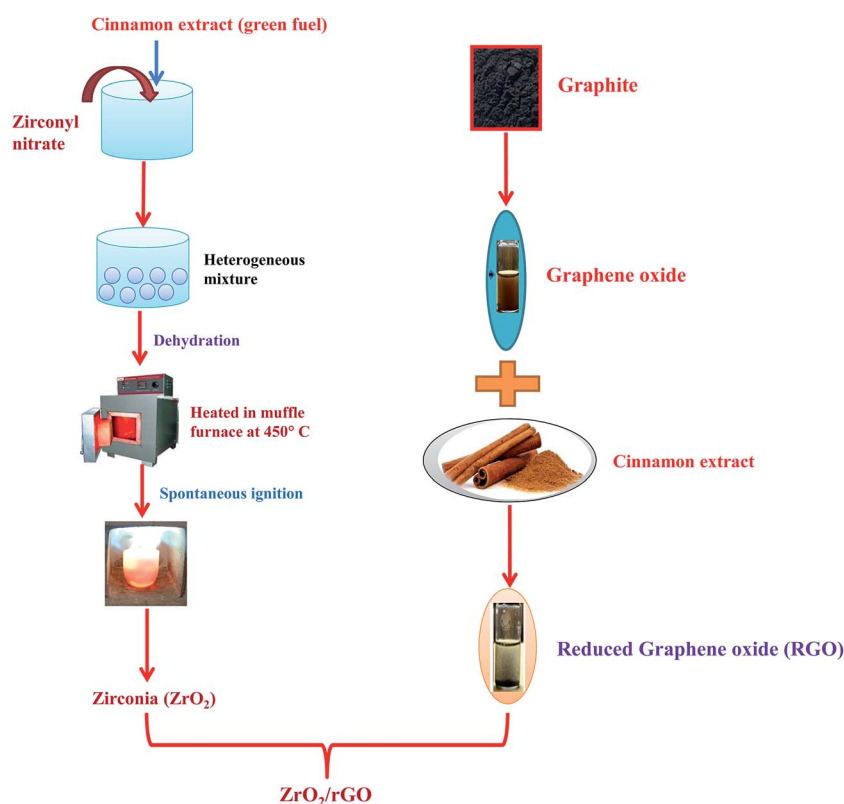 Cinnamon extract (green fuel)
Zirconyl
nitrate
Heterogeneous
mixture
Dehydration
Heated in muffle
furnace at 450° C
Spontaneous ignition
Zirconia (ZrO₂)
Graphite
Graphene oxide
Cinnamon extract
Reduced Graphene oxide (RGO)
ZrO₂/rGO